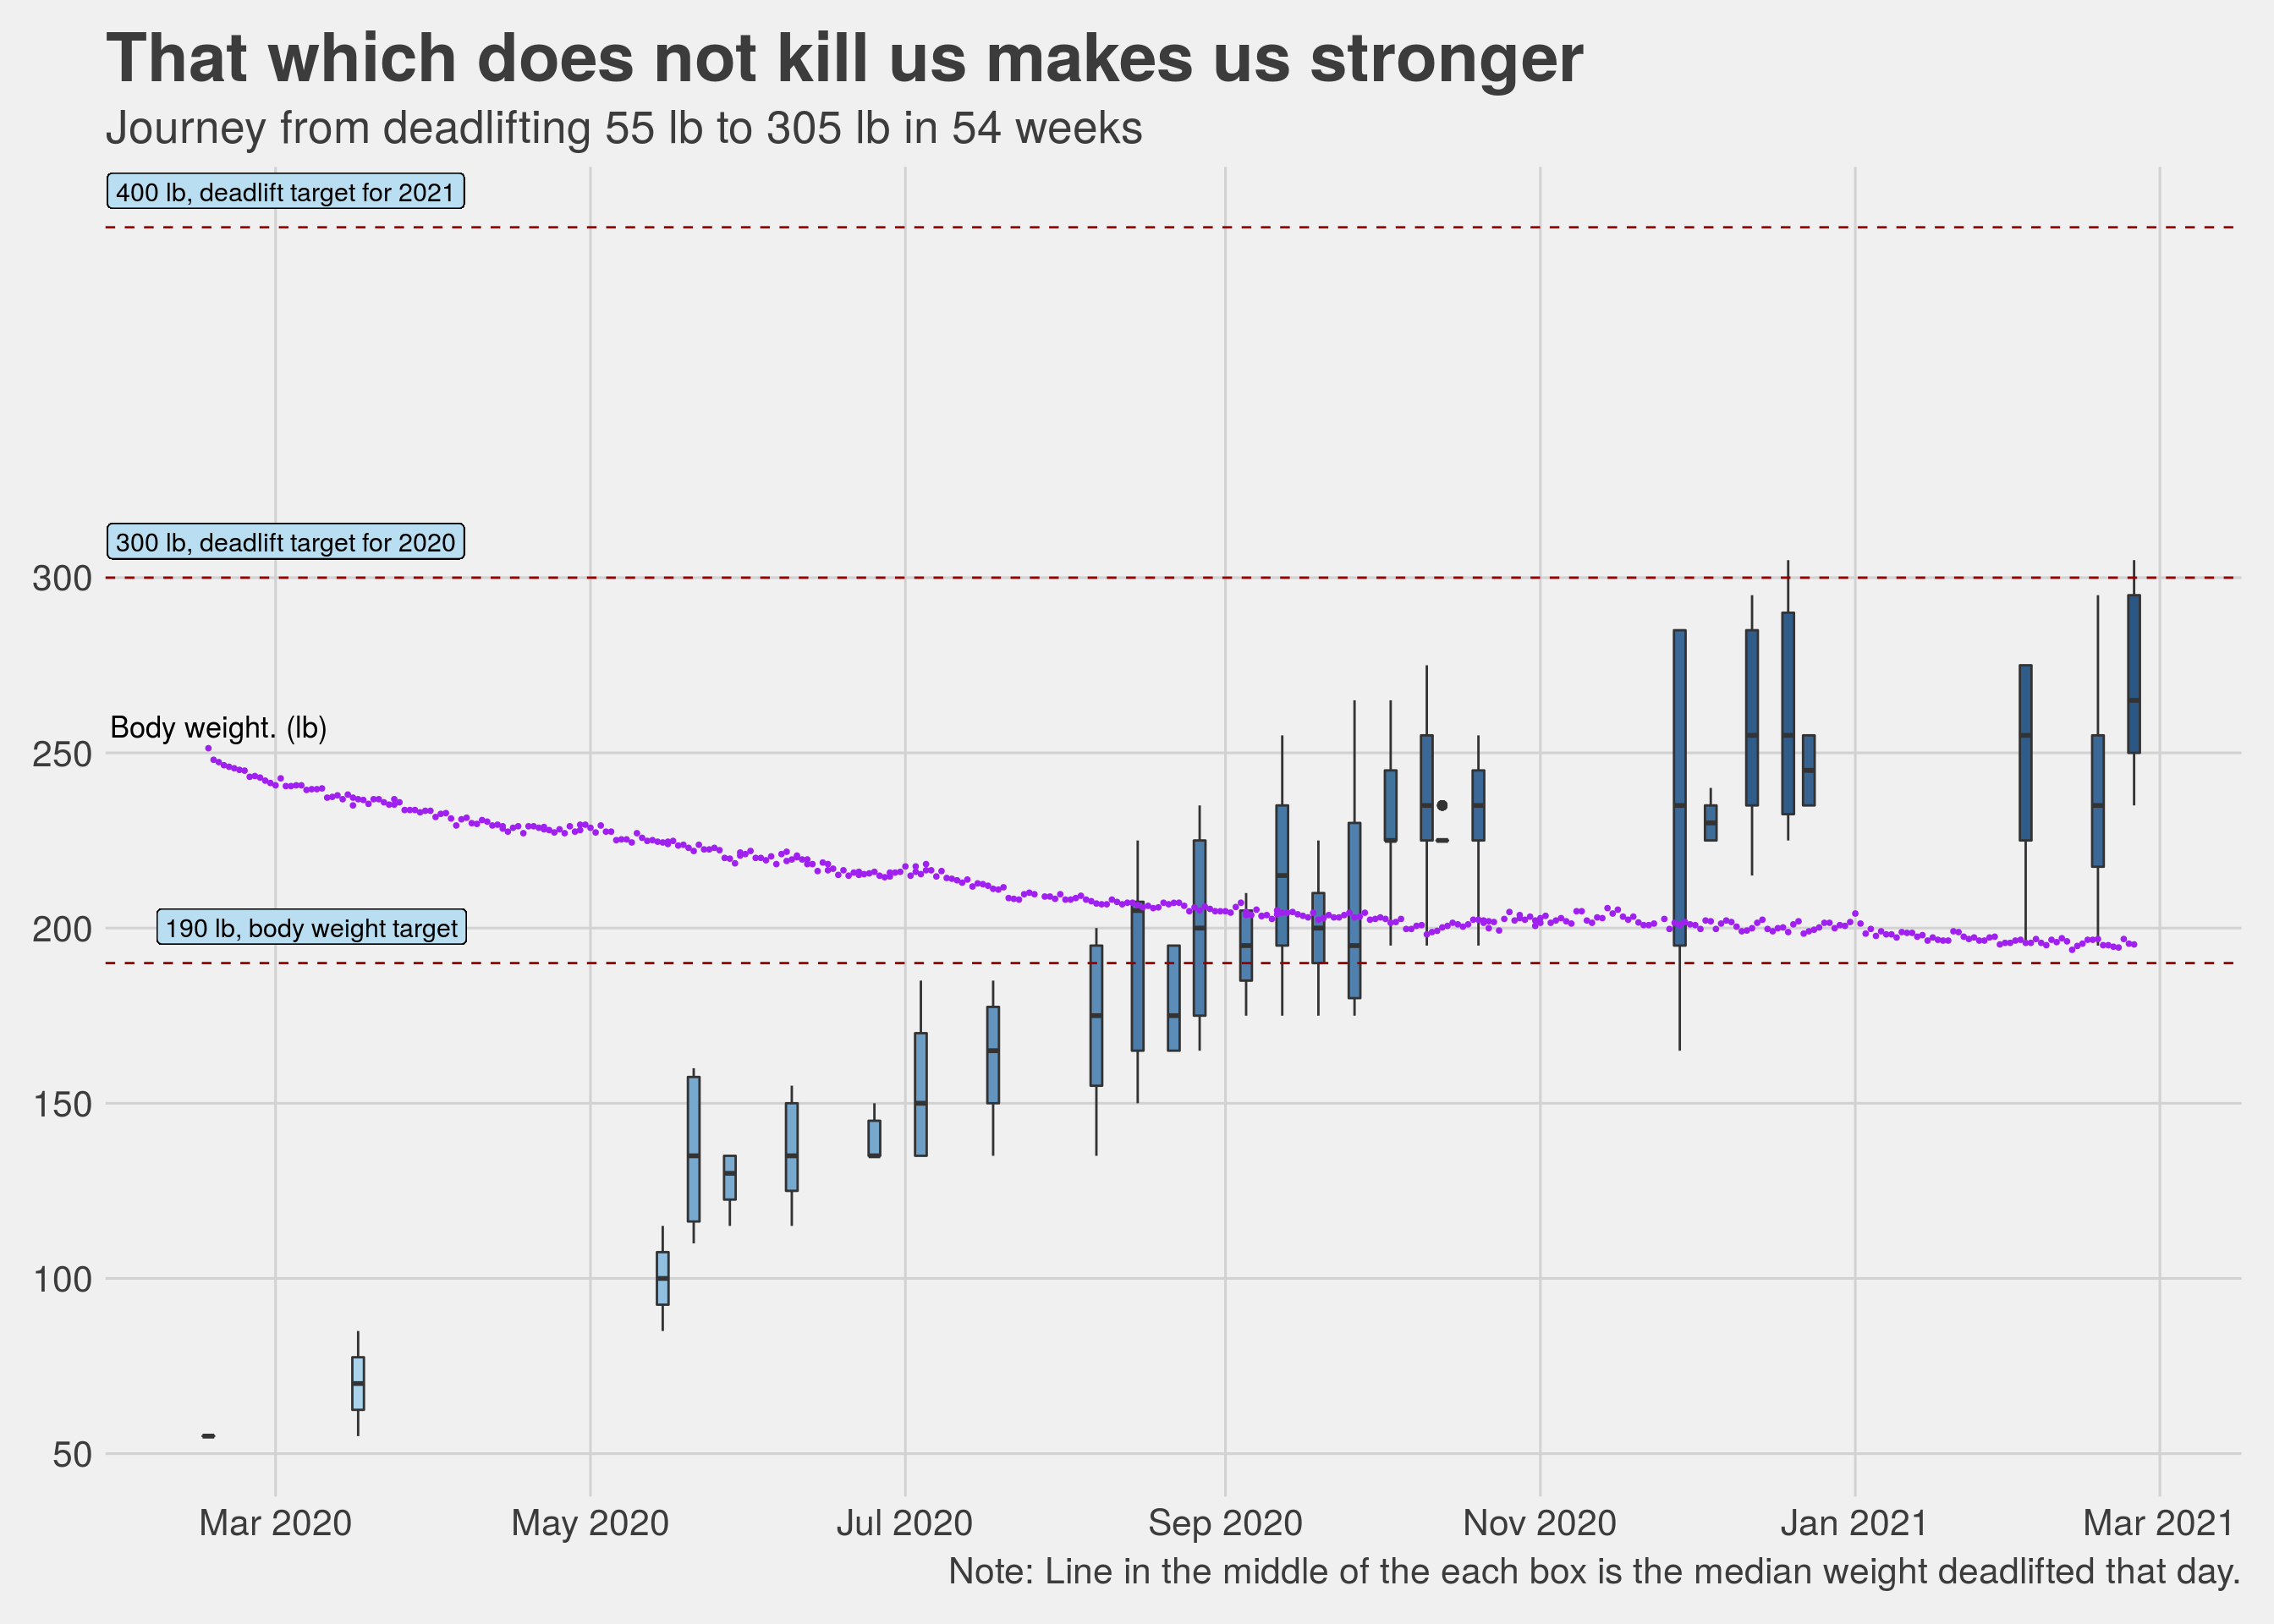 That which does not kill us makes us stronger
Journey from deadlifting 55 lb to 305 lb in 54 weeks
400 lb, deadlift target for 2021
300 lb, deadlift target for 2020
300
Body weight. (lb)
250
200
190 lb, body weight target
150
100
50
Mar 2020
May 2020
Jul 2020
Sep 2020
Nov 2020
Jan 2021
Mar 2021
Note: Line in the middle of the each box is the median weight deadlifted that day.